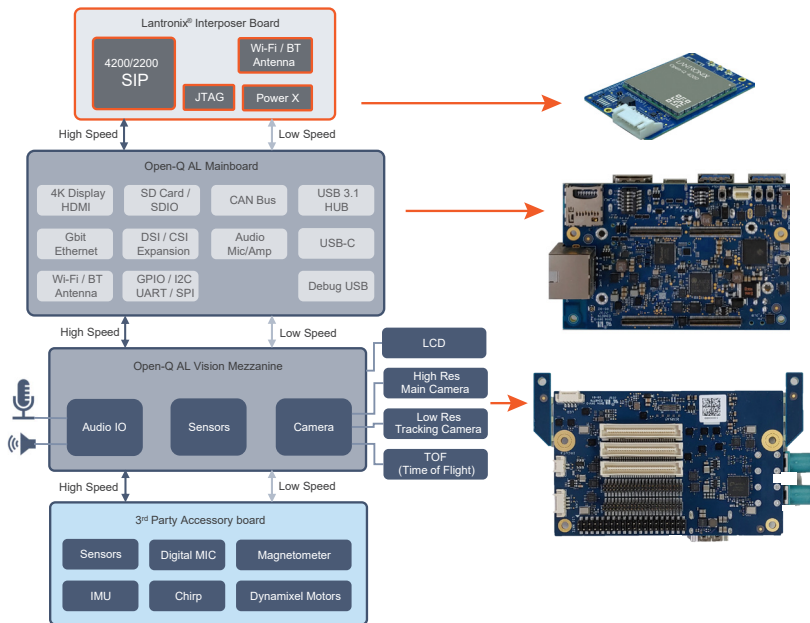 Lantronix® Interposer Board
4200/2200
SIP
Wi-Fi / BT
Antenna
JTAG
Power X
High Speed
Low Speed
LANTRONIX
Open-Q AL Mainboard
4K Display
HDMI
SD Card /
SDIO
CAN Bus
USB 3.1
HUB
Gbit
Ethernet
DSI / CSI
Expansion
Audio
Mic/Amp
USB-C
Wi-Fi / BT
Antenna
GPIO / I2C
UART / SPI
Debug USB
High Speed
Low Speed
Open-Q AL Vision Mezzanine
Audio IO
Sensors
Camera
LCD
High Res
Main Camera
Low Res
Tracking Camera
TOF
(Time of Flight)
High Speed
Low Speed
3rd Party Accessory board
Sensors
Digital MIC
Magnetometer
IMU
Chirp
Dynamixel Motors